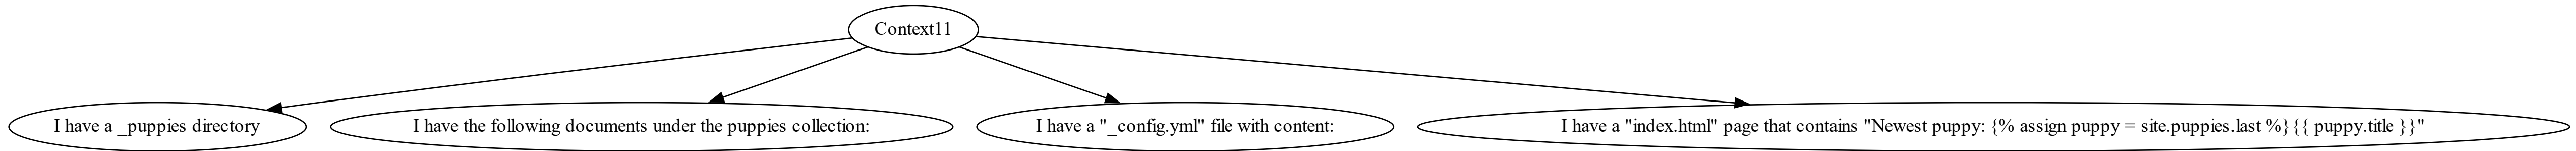 Context11
I have a _puppies directory
I have the following documents under the puppies collection:
I have a "_config.yml" file with content:
I have a "index.html" page that contains "Newest puppy: {% assign puppy = site.puppies.last %}{{ puppy.title }}"